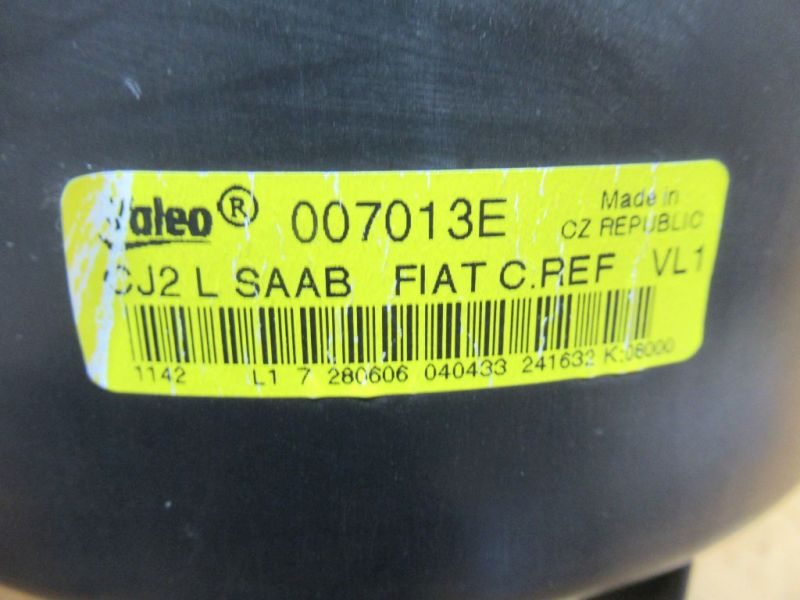 Valeo® 007013E Made in
CZ REPUBLIC
CJ2 L SAAB FIAT C.REF VL1
1142 L1 7 280606 040433 241632 K:06000